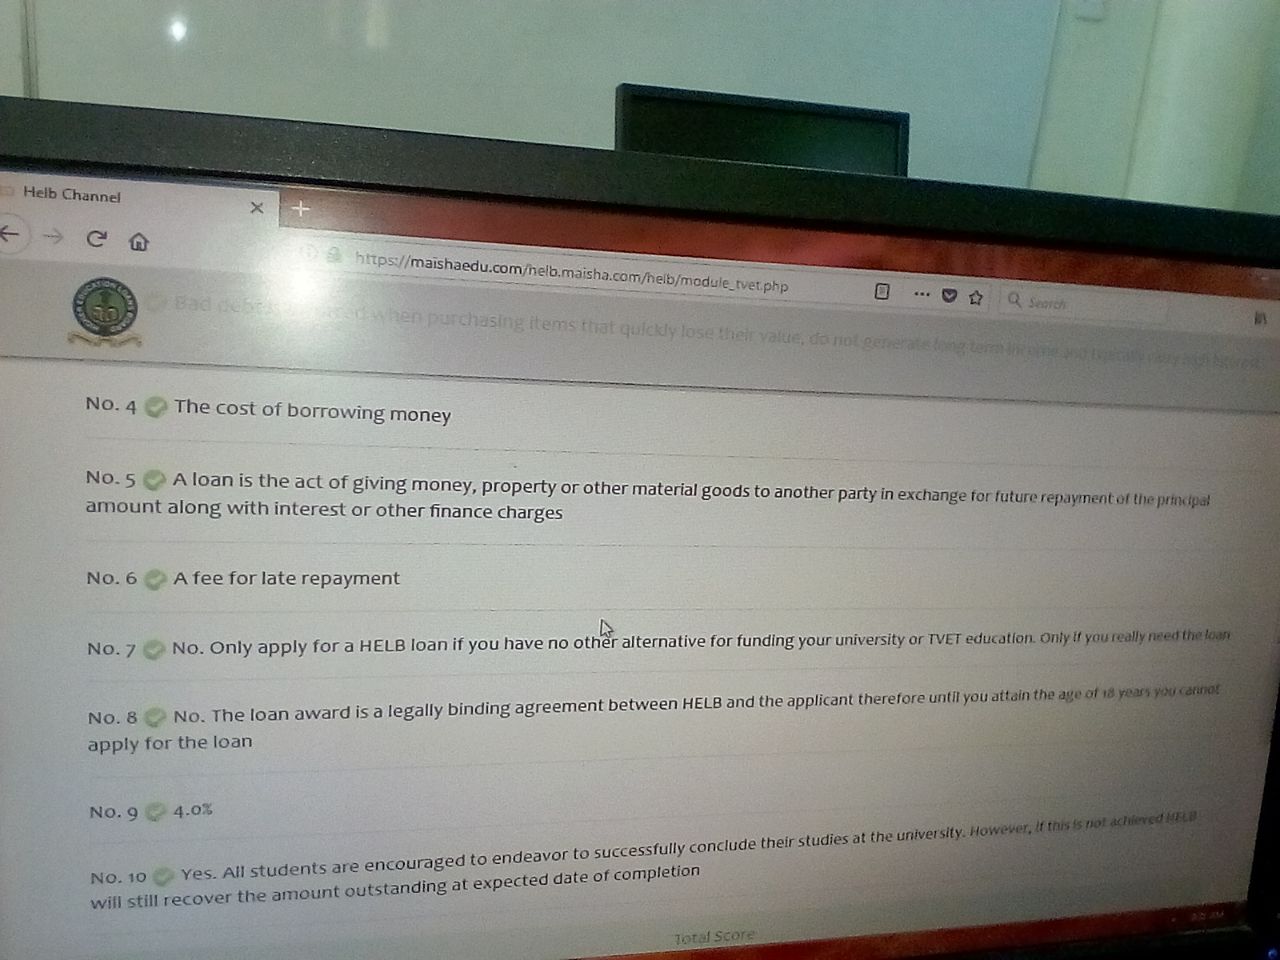 Helb Channel
https://maishaedu.com/helb.maisha.com/helb/module_tvet.php
Search
Bad when purchasing items that quickly lose their value, do not generate long term income and typically carry high interest
No. 4 The cost of borrowing money
No. 5 A loan is the act of giving money, property or other material goods to another party in exchange for future repayment of the principal
amount along with interest or other finance charges
No. 6 A fee for late repayment
No. 7 No. Only apply for a HELB loan if you have no other alternative for funding your university or TVET education. Only if you really need the loan
No. 8 No. The loan award is a legally binding agreement between HELB and the applicant therefore until you attain the age of 18 years you cannot
apply for the loan
No. 9 4.0%
No. 10 Yes. All students are encouraged to endeavor to successfully conclude their studies at the university. However, if this is not achieved HELB
will still recover the amount outstanding at expected date of completion
Total Score